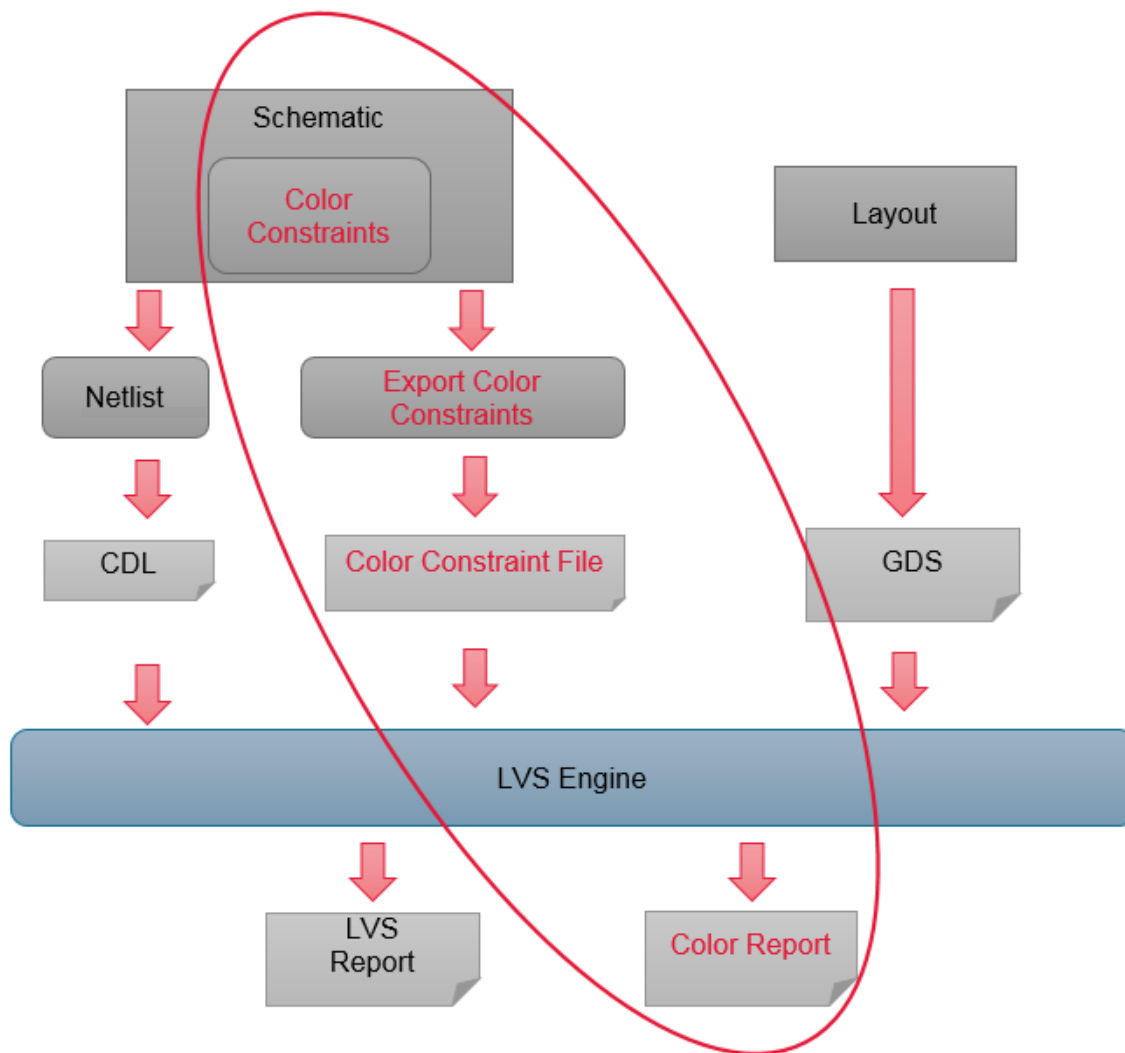 Schematic
Color
Constraints
Layout
Netlist
Export Color
Constraints
CDL
Color Constraint File
GDS
LVS Engine
LVS
Report
Color Report